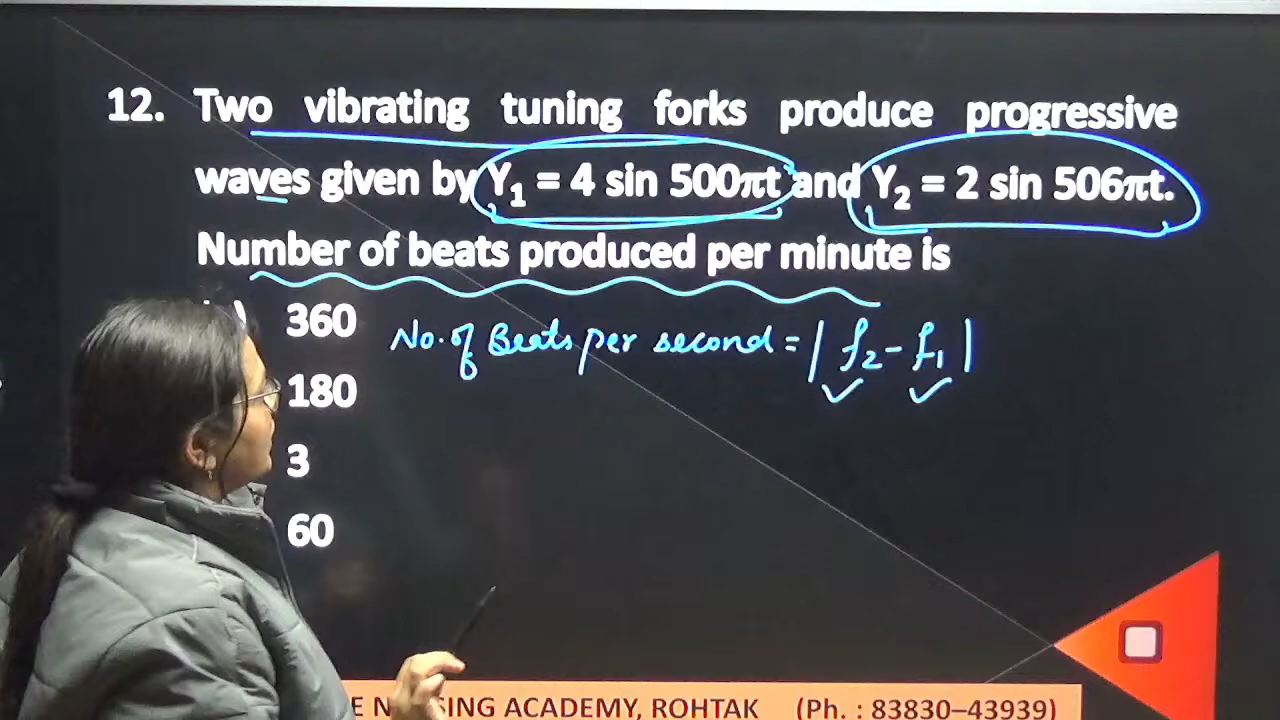 12. Two vibrating tuning forks produce progressive
waves given by Y₁ = 4 sin 500πt and Y₂ = 2 sin 506πt.
Number of beats produced per minute is
360
No. of Beats per second = | f₂ - f₁ |
180
3
60
ACADEMY, ROHTAK (Ph. : 83830–43939)